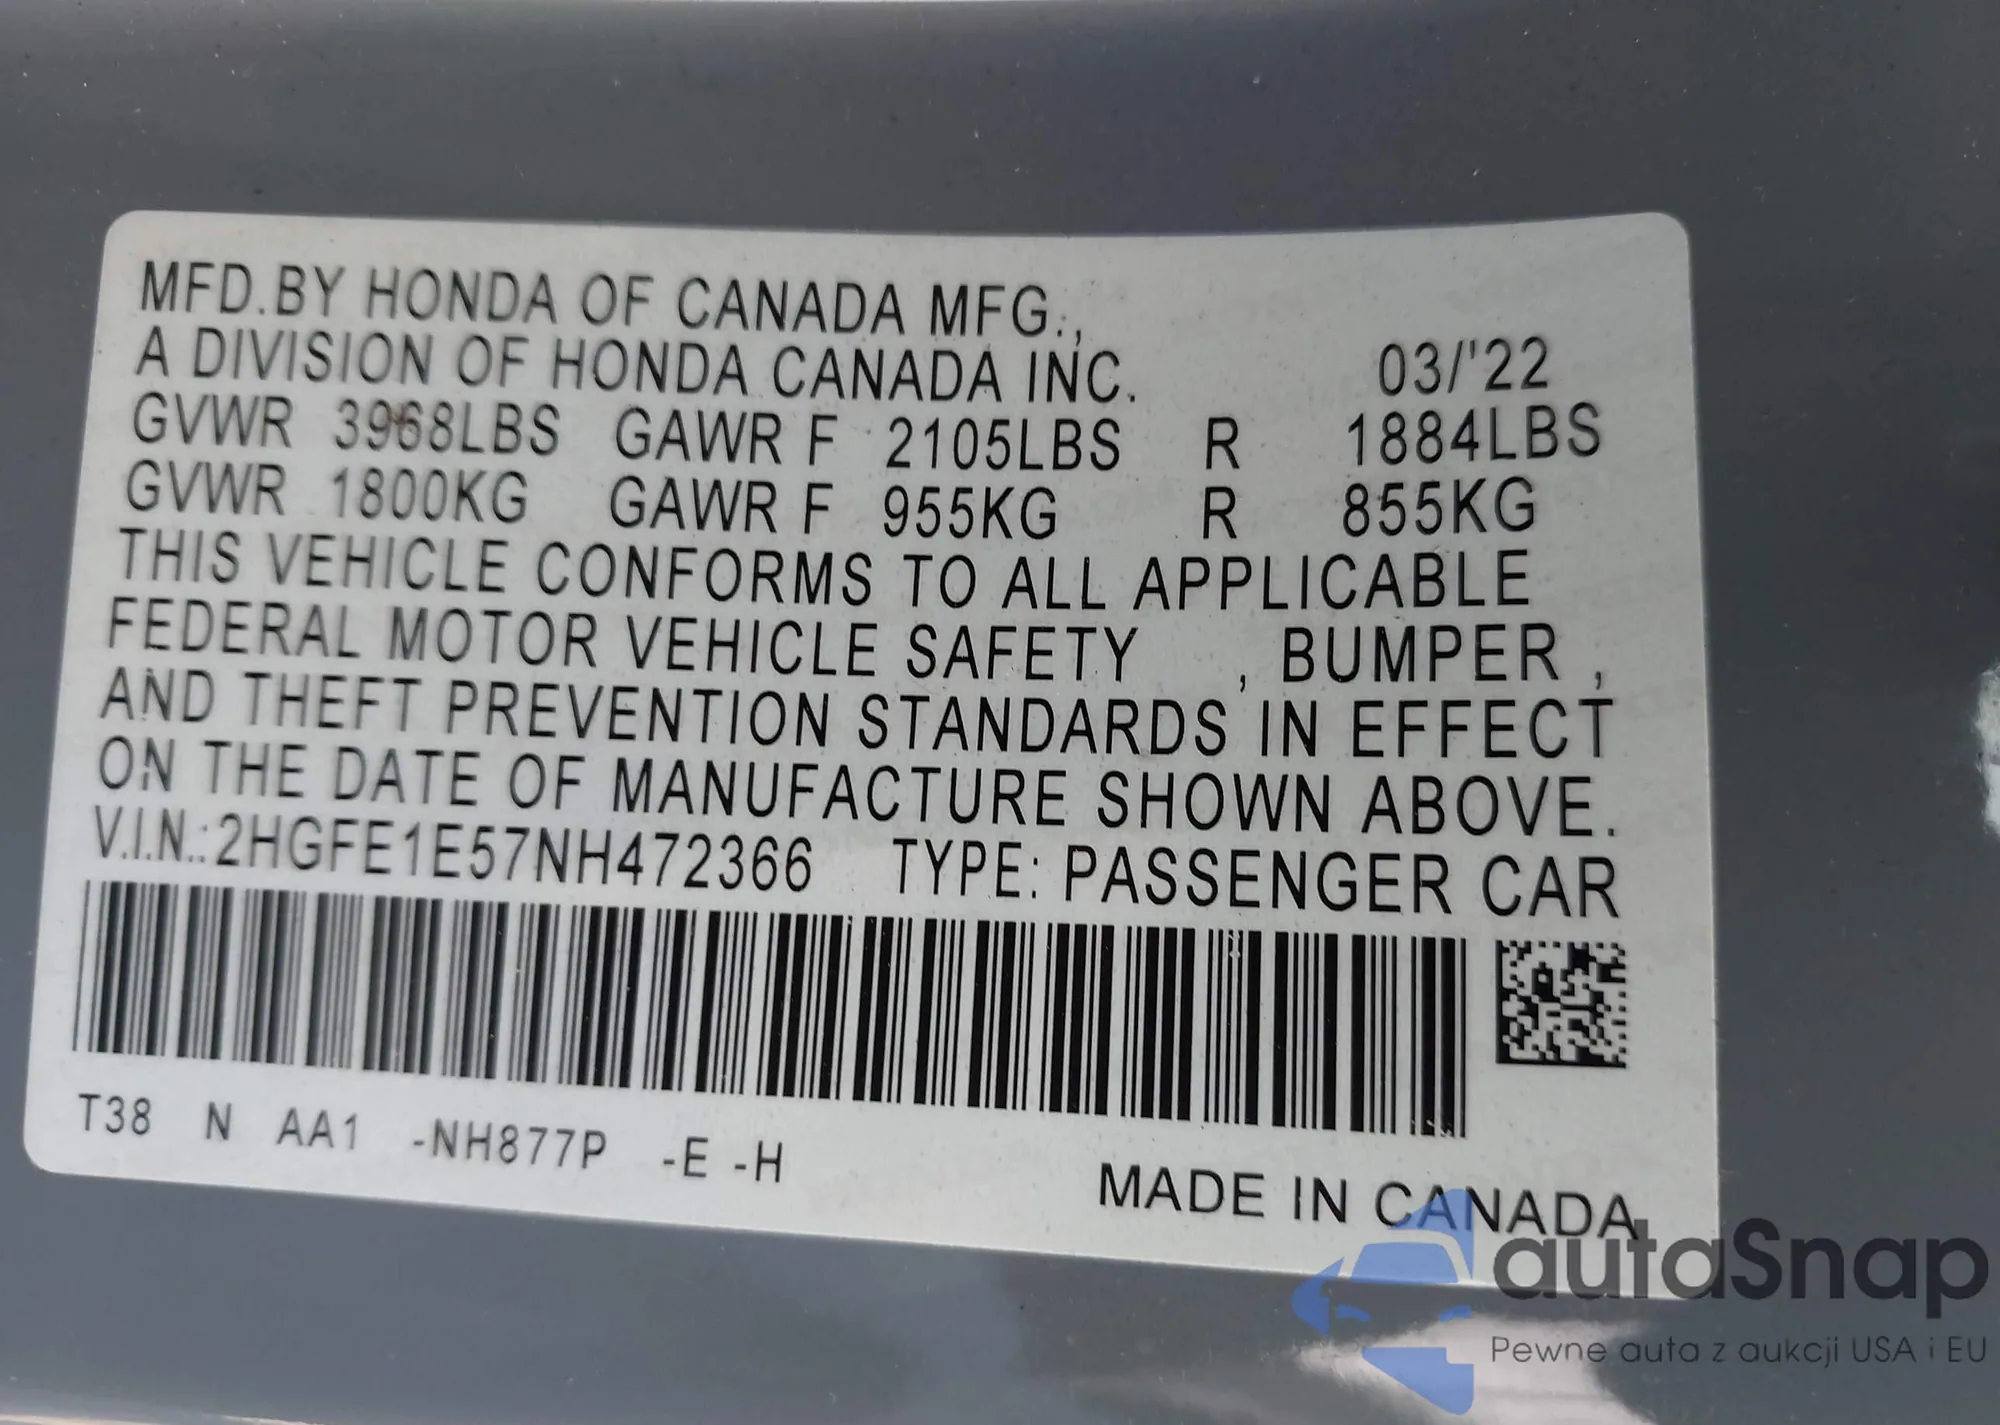 MFD.BY HONDA OF CANADA MFG.,
A DIVISION OF HONDA CANADA INC. 03/'22
GVWR 3968LBS GAWR F 2105LBS R 1884LBS
GVWR 1800KG GAWR F 955KG R 855KG
THIS VEHICLE CONFORMS TO ALL APPLICABLE
FEDERAL MOTOR VEHICLE SAFETY , BUMPER ,
AND THEFT PREVENTION STANDARDS IN EFFECT
ON THE DATE OF MANUFACTURE SHOWN ABOVE.
V.I.N.:2HGFE1E57NH472366 TYPE: PASSENGER CAR
T38 N AA1 -NH877P -E -H
MADE IN CANADA
autaSnap
Pewne auta z aukcji USA i EU